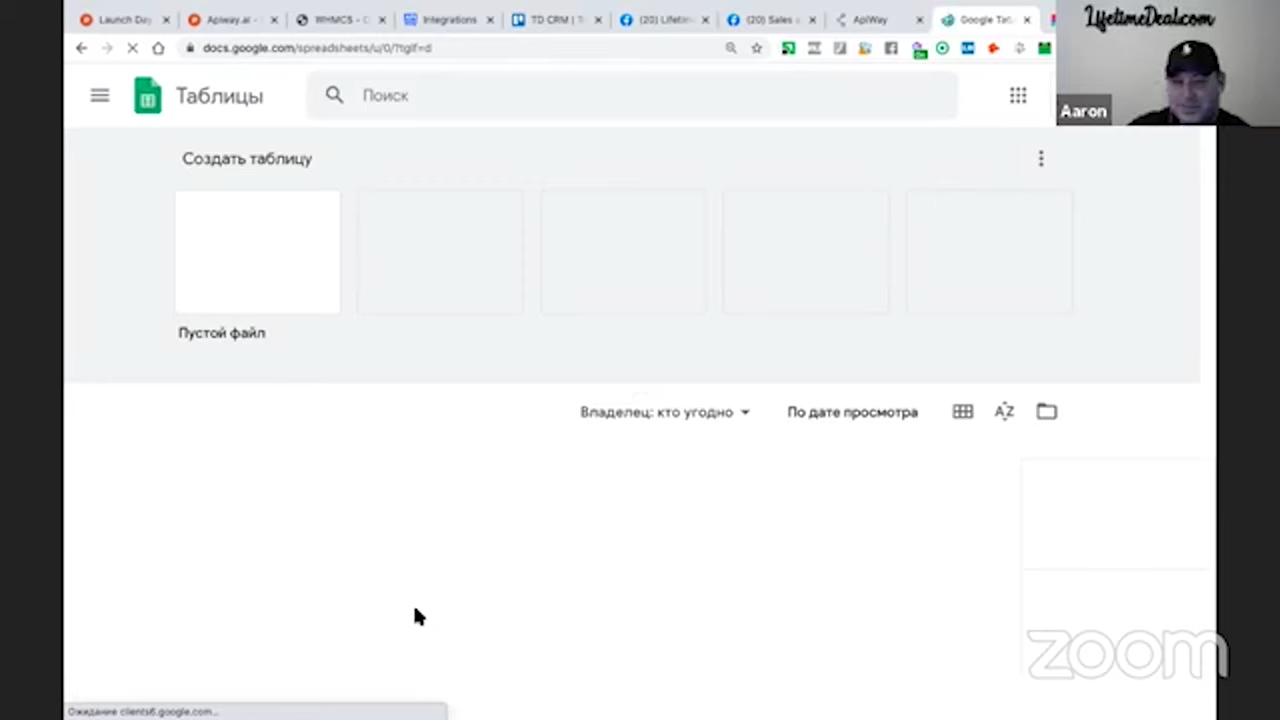 Launch Day
Apiway.ai -
WHMCS - C
Integrations
TD CRM | T
(20) Lifetim
(20) Sales
ApiWay
Google Таб
LifetimeDeal.com
docs.google.com/spreadsheets/u/0/?tgif=d
Таблицы
Поиск
Aaron
Создать таблицу
Пустой файл
Владелец: кто угодно
По дате просмотра
AZ
zoom
Ожидание clients6.google.com...